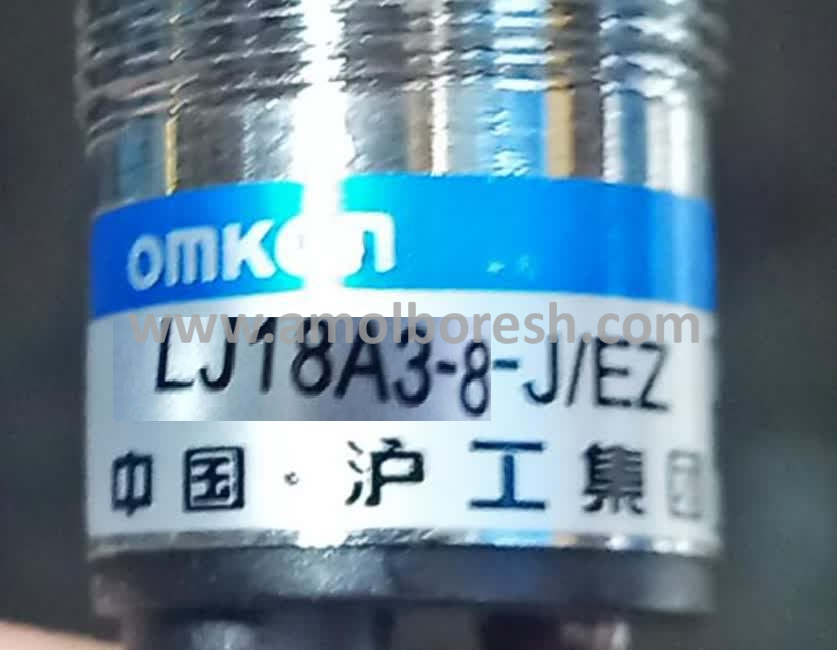 omkon
www.amolboresh.com
LJ18A3-8-J/EZ
中国·沪工集团